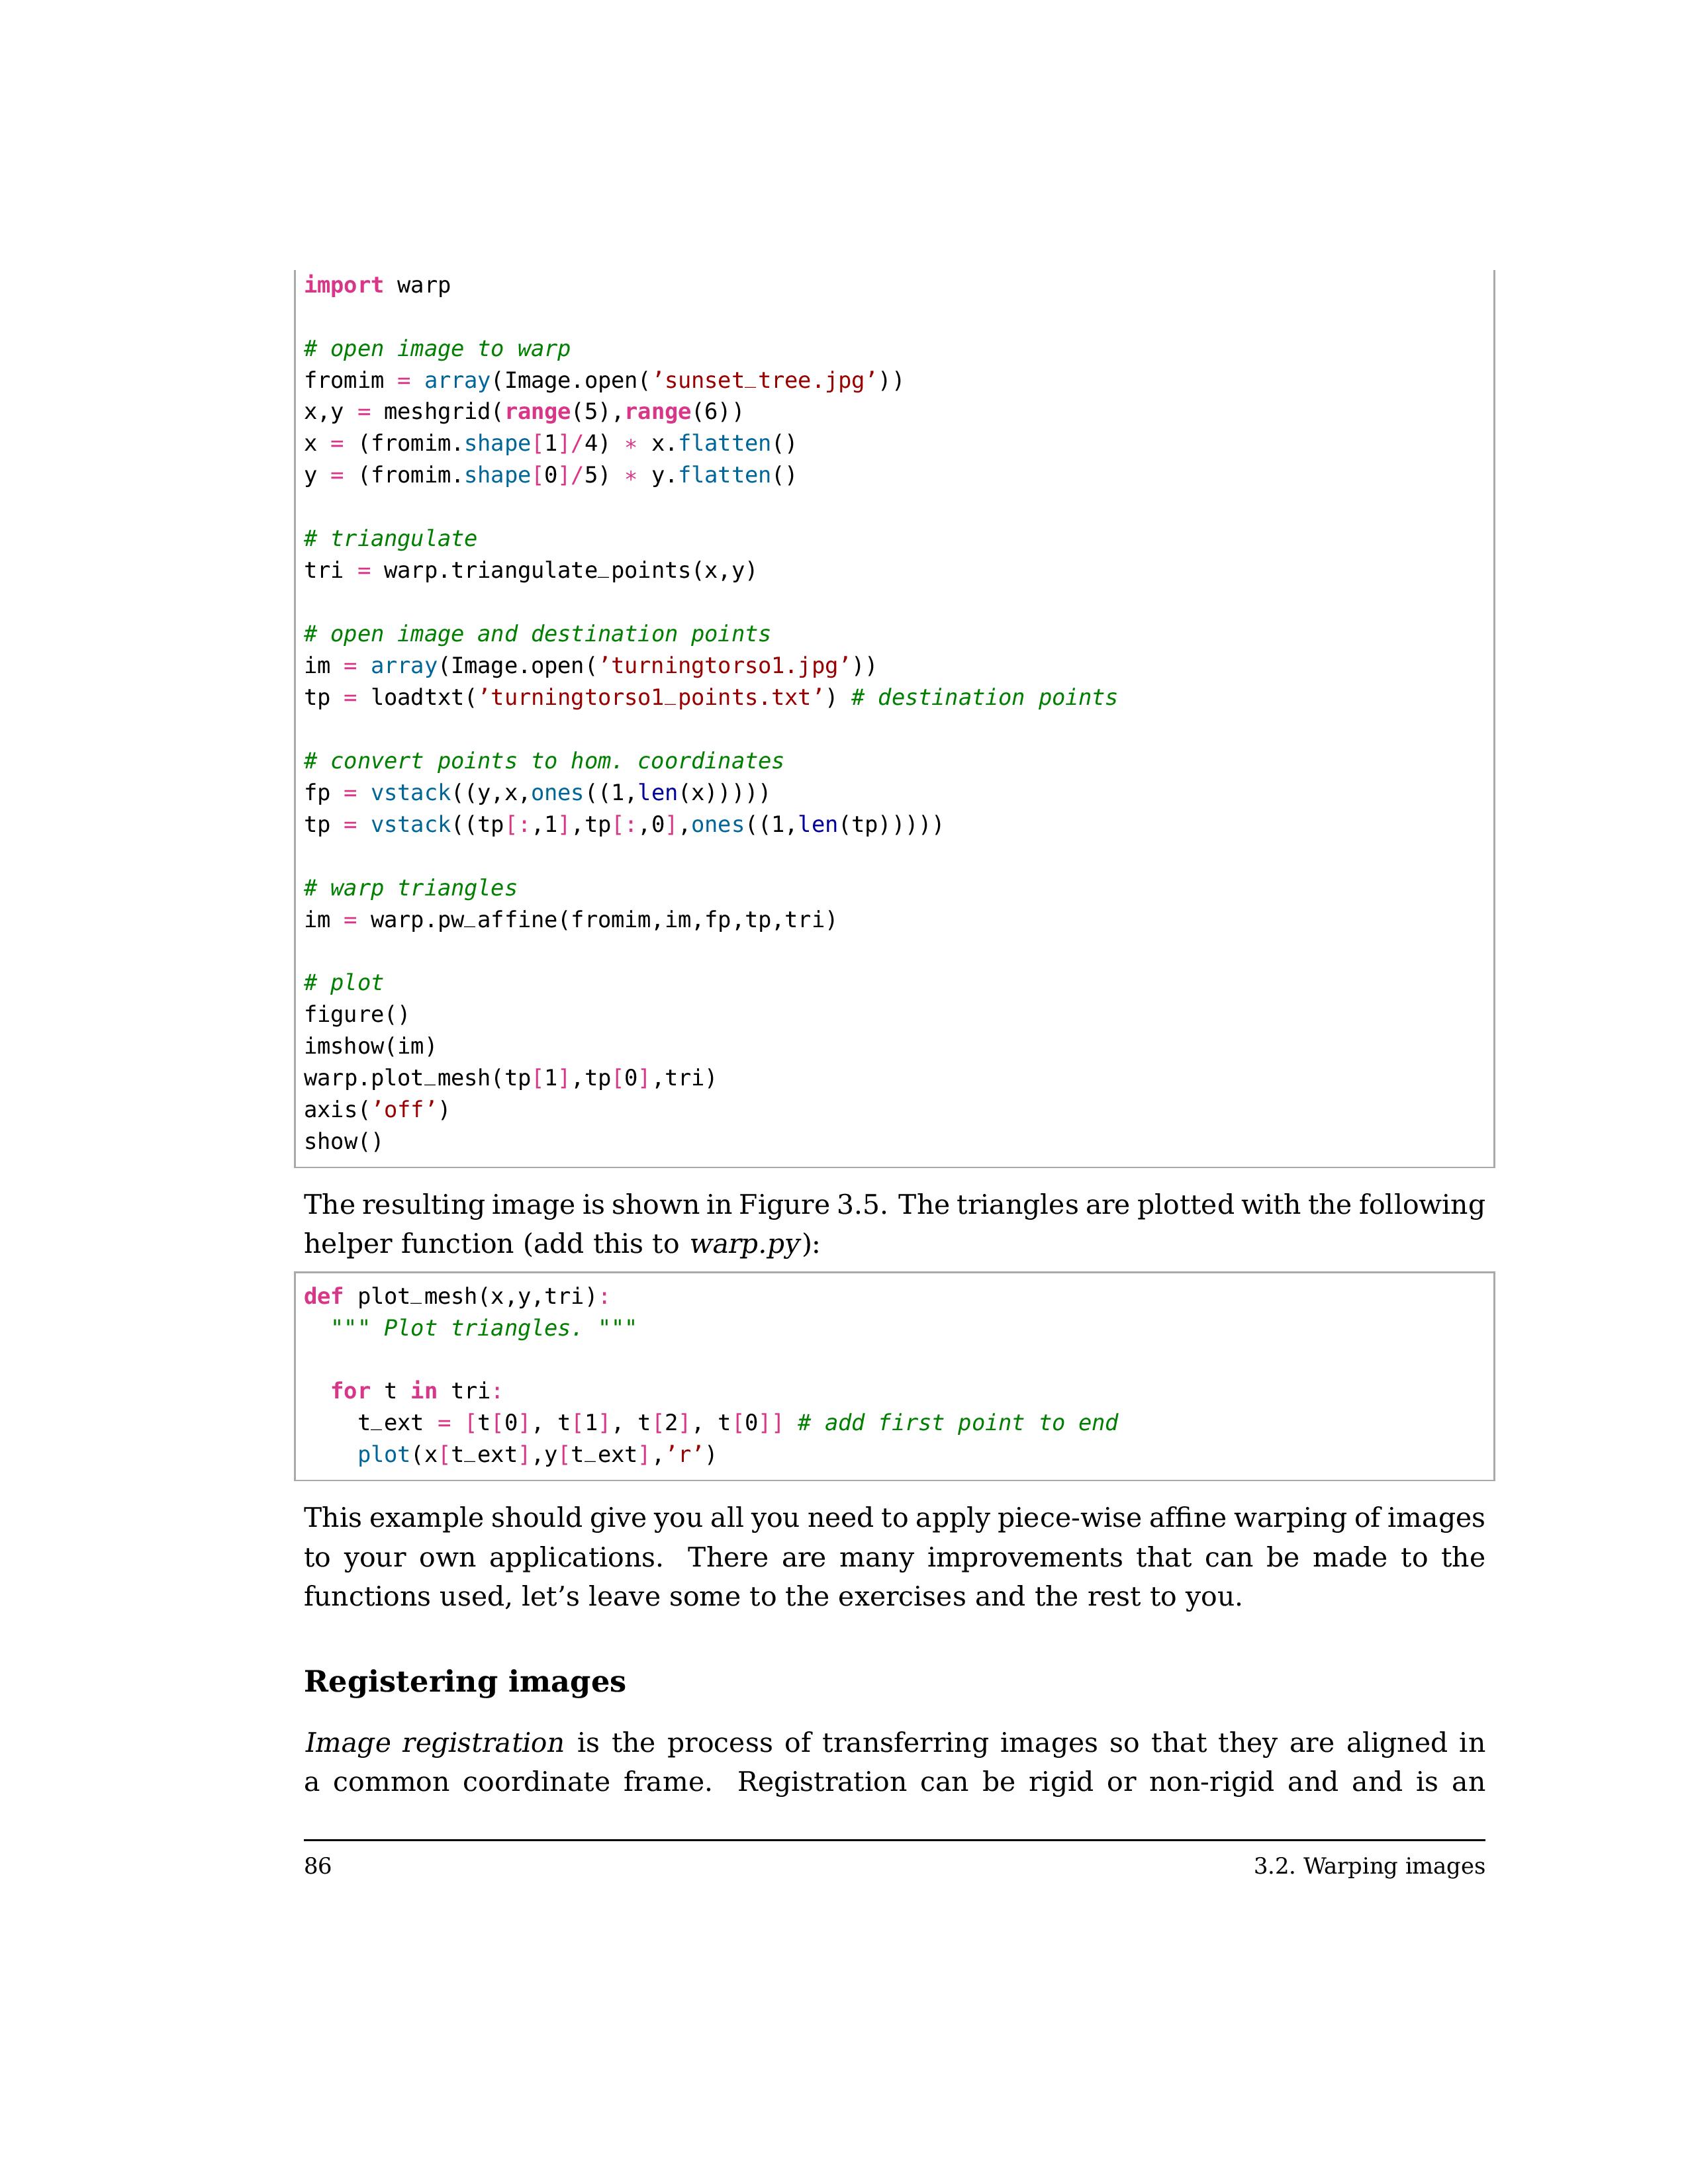 import warp
# open image to warp
fromim = array(Image.open(’sunset_tree.jpg’))
x,y = meshgrid(range(5),range(6))
x = (fromim.shape[1]/4) * x.flatten()
y = (fromim.shape[0]/5) * y.flatten()
# triangulate
tri = warp.triangulate_points(x,y)
# open image and destination points
im = array(Image.open(’turningtorso1.jpg’))
tp = loadtxt(’turningtorso1_points.txt’) # destination points
# convert points to hom. coordinates
fp = vstack((y,x,ones((1,len(x)))))
tp = vstack((tp[:,1],tp[:,0],ones((1,len(tp)))))
# warp triangles
im = warp.pw_affine(fromim,im,fp,tp,tri)
# plot
figure()
imshow(im)
warp.plot_mesh(tp[1],tp[0],tri)
axis(’off’)
show()
The resulting image is shown in Figure 3.5. The triangles are plotted with the following
helper function (add this to warp.py):
def plot_mesh(x,y,tri):
  """ Plot triangles. """
  for t in tri:
    t_ext = [t[0], t[1], t[2], t[0]] # add first point to end
    plot(x[t_ext],y[t_ext],’r’)
This example should give you all you need to apply piece-wise affine warping of images
to your own applications. There are many improvements that can be made to the
functions used, let’s leave some to the exercises and the rest to you.
Registering images
Image registration is the process of transferring images so that they are aligned in
a common coordinate frame. Registration can be rigid or non-rigid and and is an
86 3.2. Warping images